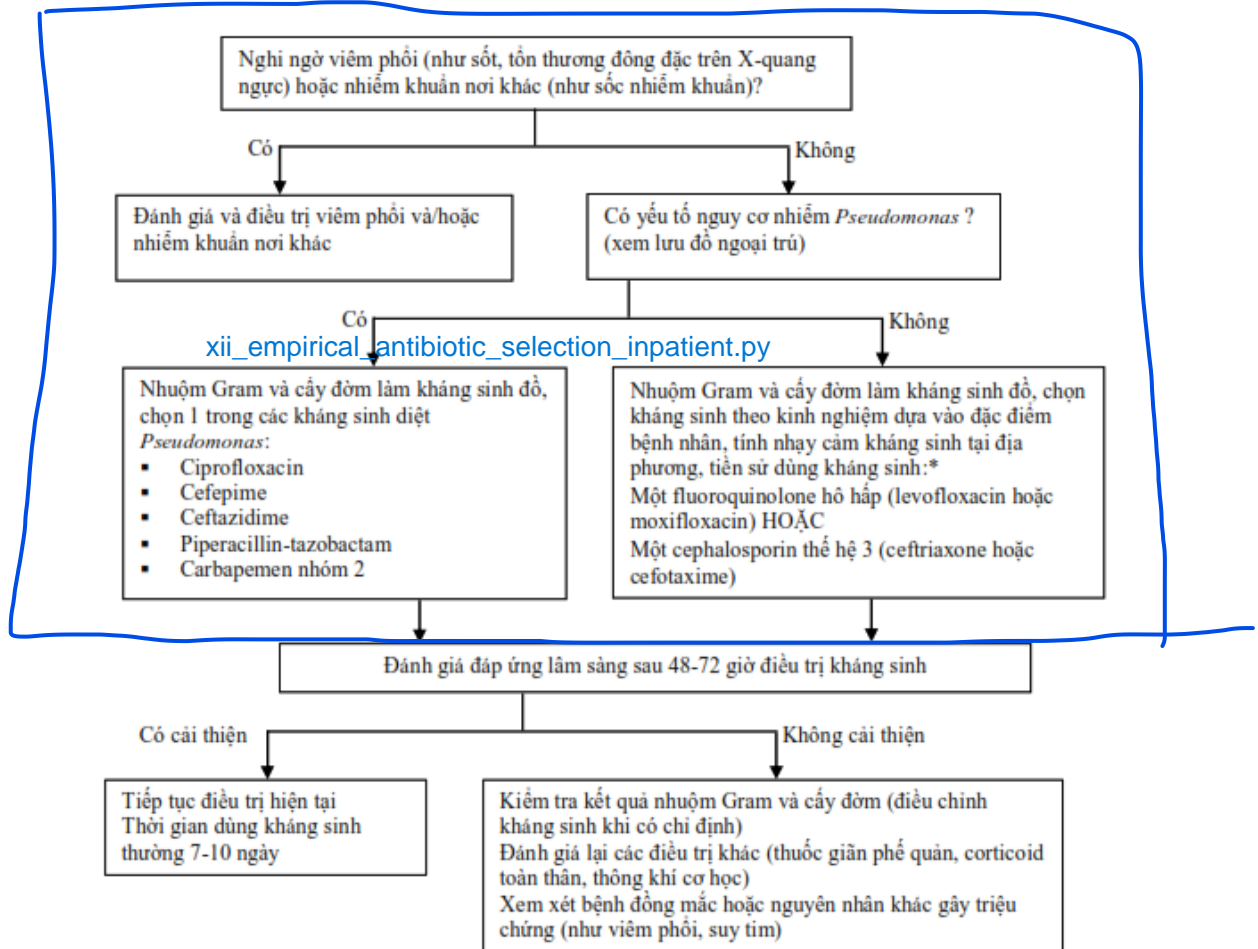 Nghi ngờ viêm phổi (như sốt, tổn thương đông đặc trên X-quang
ngực) hoặc nhiễm khuẩn nơi khác (như sốc nhiễm khuẩn)?
Có
Không
Đánh giá và điều trị viêm phổi và/hoặc
nhiễm khuẩn nơi khác
Có yếu tố nguy cơ nhiễm Pseudomonas ?
(xem lưu đồ ngoại trú)
Có
Không
xii_empirical_antibiotic_selection_inpatient.py
Nhuộm Gram và cấy đờm làm kháng sinh đồ,
chọn 1 trong các kháng sinh diệt
Pseudomonas:
▪ Ciprofloxacin
▪ Cefepime
▪ Ceftazidime
▪ Piperacillin-tazobactam
▪ Carbapemen nhóm 2
Nhuộm Gram và cấy đờm làm kháng sinh đồ, chọn
kháng sinh theo kinh nghiệm dựa vào đặc điểm
bệnh nhân, tính nhạy cảm kháng sinh tại địa
phương, tiền sử dùng kháng sinh:*
Một fluoroquinolone hô hấp (levofloxacin hoặc
moxifloxacin) HOẶC
Một cephalosporin thế hệ 3 (ceftriaxone hoặc
cefotaxime)
Đánh giá đáp ứng lâm sàng sau 48-72 giờ điều trị kháng sinh
Có cải thiện
Không cải thiện
Tiếp tục điều trị hiện tại
Thời gian dùng kháng sinh
thường 7-10 ngày
Kiểm tra kết quả nhuộm Gram và cấy đờm (điều chỉnh
kháng sinh khi có chỉ định)
Đánh giá lại các điều trị khác (thuốc giãn phế quản, corticoid
toàn thân, thông khí cơ học)
Xem xét bệnh đồng mắc hoặc nguyên nhân khác gây triệu
chứng (như viêm phổi, suy tim)